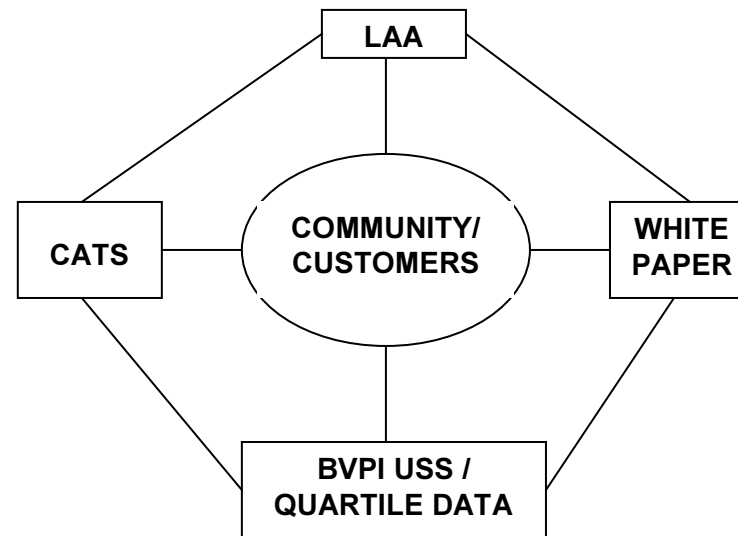 LAA
COMMUNITY/
CUSTOMERS
CATS
WHITE
PAPER
BVPI USS /
QUARTILE DATA